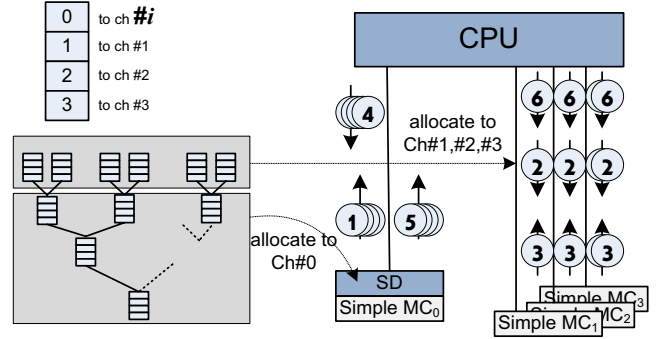 0 to ch #i
1 to ch #1
2 to ch #2
3 to ch #3
CPU
4
6 6 6
allocate to
Ch#1,#2,#3
2 2 2
1 5
3 3 3
allocate to
Ch#0
SD
Simple MC0
Simple MC3
Simple MC2
Simple MC1